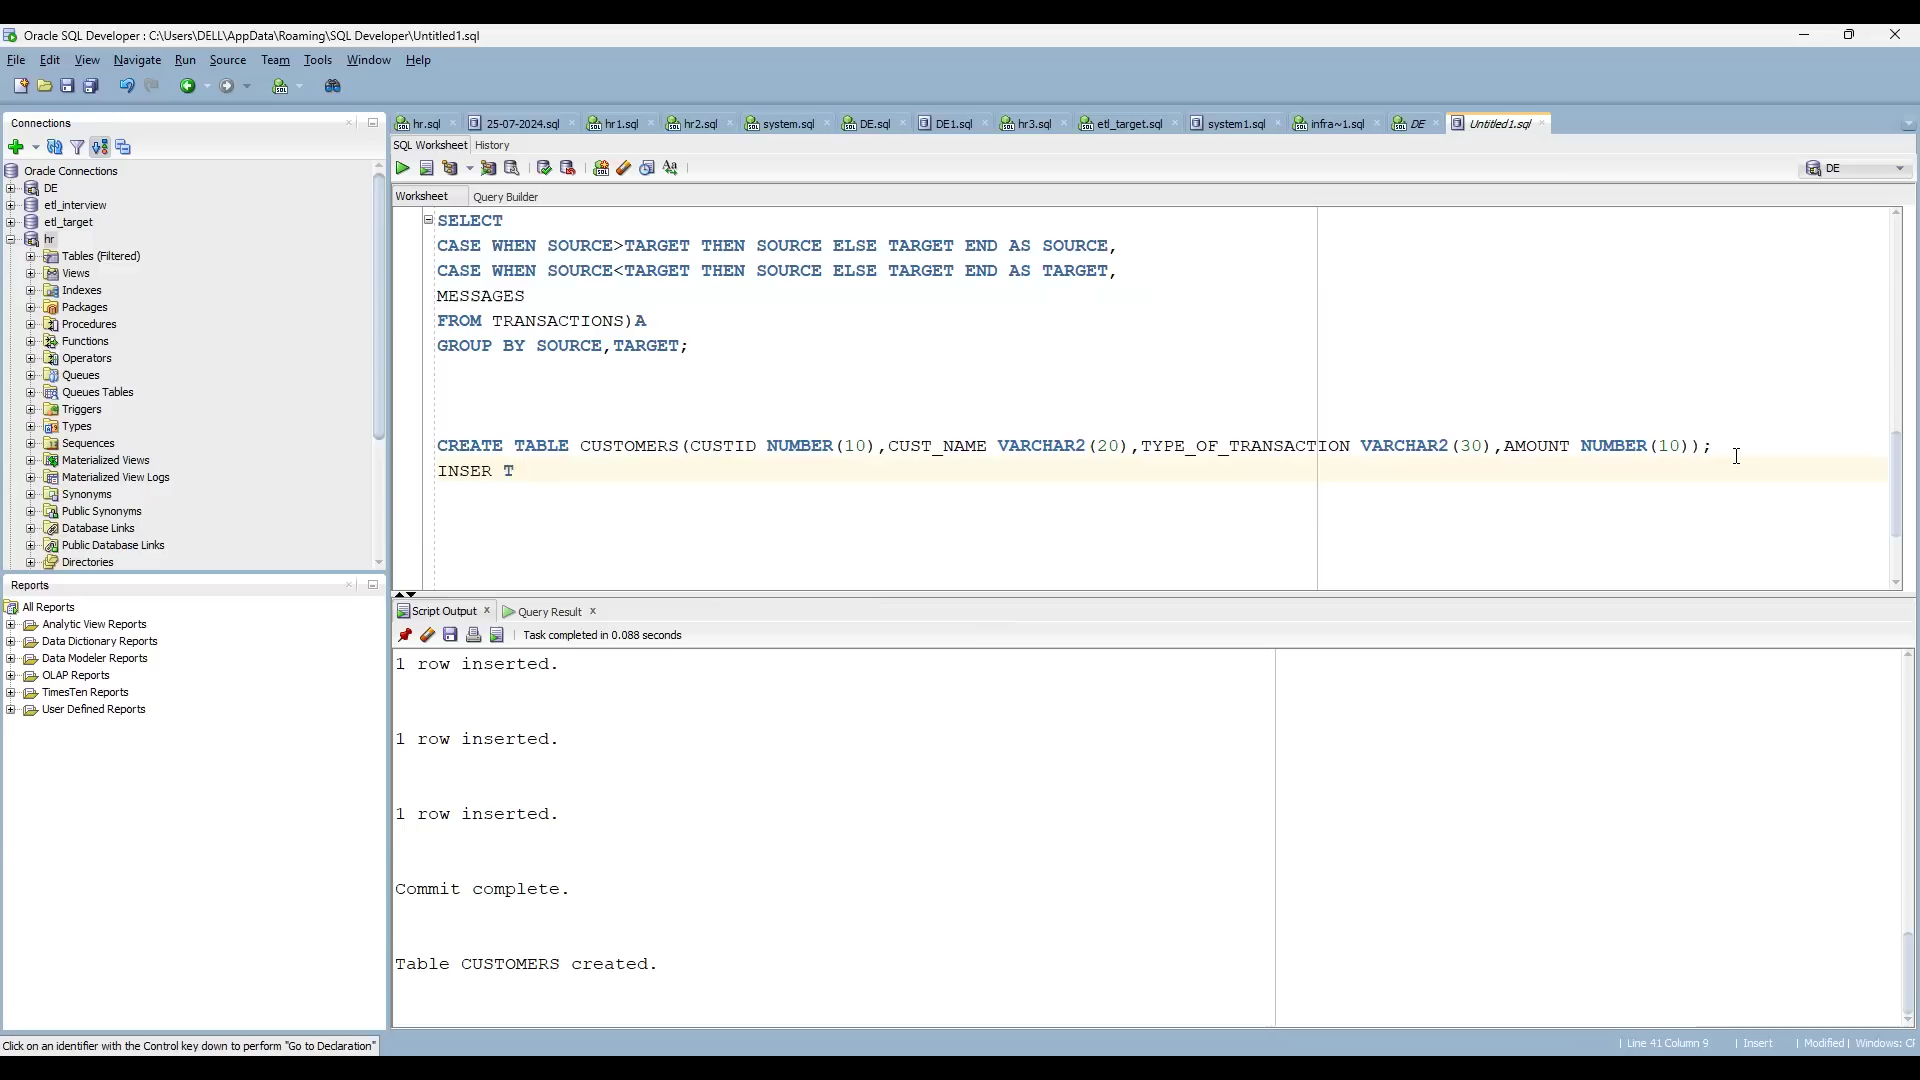 Oracle SQL Developer : C:\Users\DELL\AppData\Roaming\SQL Developer\Untitled1.sql
File Edit View Navigate Run Source Team Tools Window Help
Connections
Oracle Connections
DE
etl_interview
etl_target
hr
Tables (Filtered)
Views
Indexes
Packages
Procedures
Functions
Operators
Queues
Queues Tables
Triggers
Types
Sequences
Materialized Views
Materialized View Logs
Synonyms
Public Synonyms
Database Links
Public Database Links
Directories
Reports
All Reports
Analytic View Reports
Data Dictionary Reports
Data Modeler Reports
OLAP Reports
TimesTen Reports
User Defined Reports
Click on an identifier with the Control key down to perform "Go to Declaration"
hr.sql 25-07-2024.sql hr1.sql hr2.sql system.sql DE.sql DE1.sql hr3.sql etl_target.sql system1.sql infra~1.sql DE Untitled1.sql
SQL Worksheet History
DE
Worksheet Query Builder
SELECT
CASE WHEN SOURCE>TARGET THEN SOURCE ELSE TARGET END AS SOURCE,
CASE WHEN SOURCE<TARGET THEN SOURCE ELSE TARGET END AS TARGET,
MESSAGES
FROM TRANSACTIONS)A
GROUP BY SOURCE,TARGET;
CREATE TABLE CUSTOMERS(CUSTID NUMBER(10),CUST_NAME VARCHAR2(20),TYPE_OF_TRANSACTION VARCHAR2(30),AMOUNT NUMBER(10));
INSER T
Script Output Query Result
Task completed in 0.088 seconds
1 row inserted.
1 row inserted.
1 row inserted.
Commit complete.
Table CUSTOMERS created.
Line 41 Column 9 Insert Modified Windows: CF